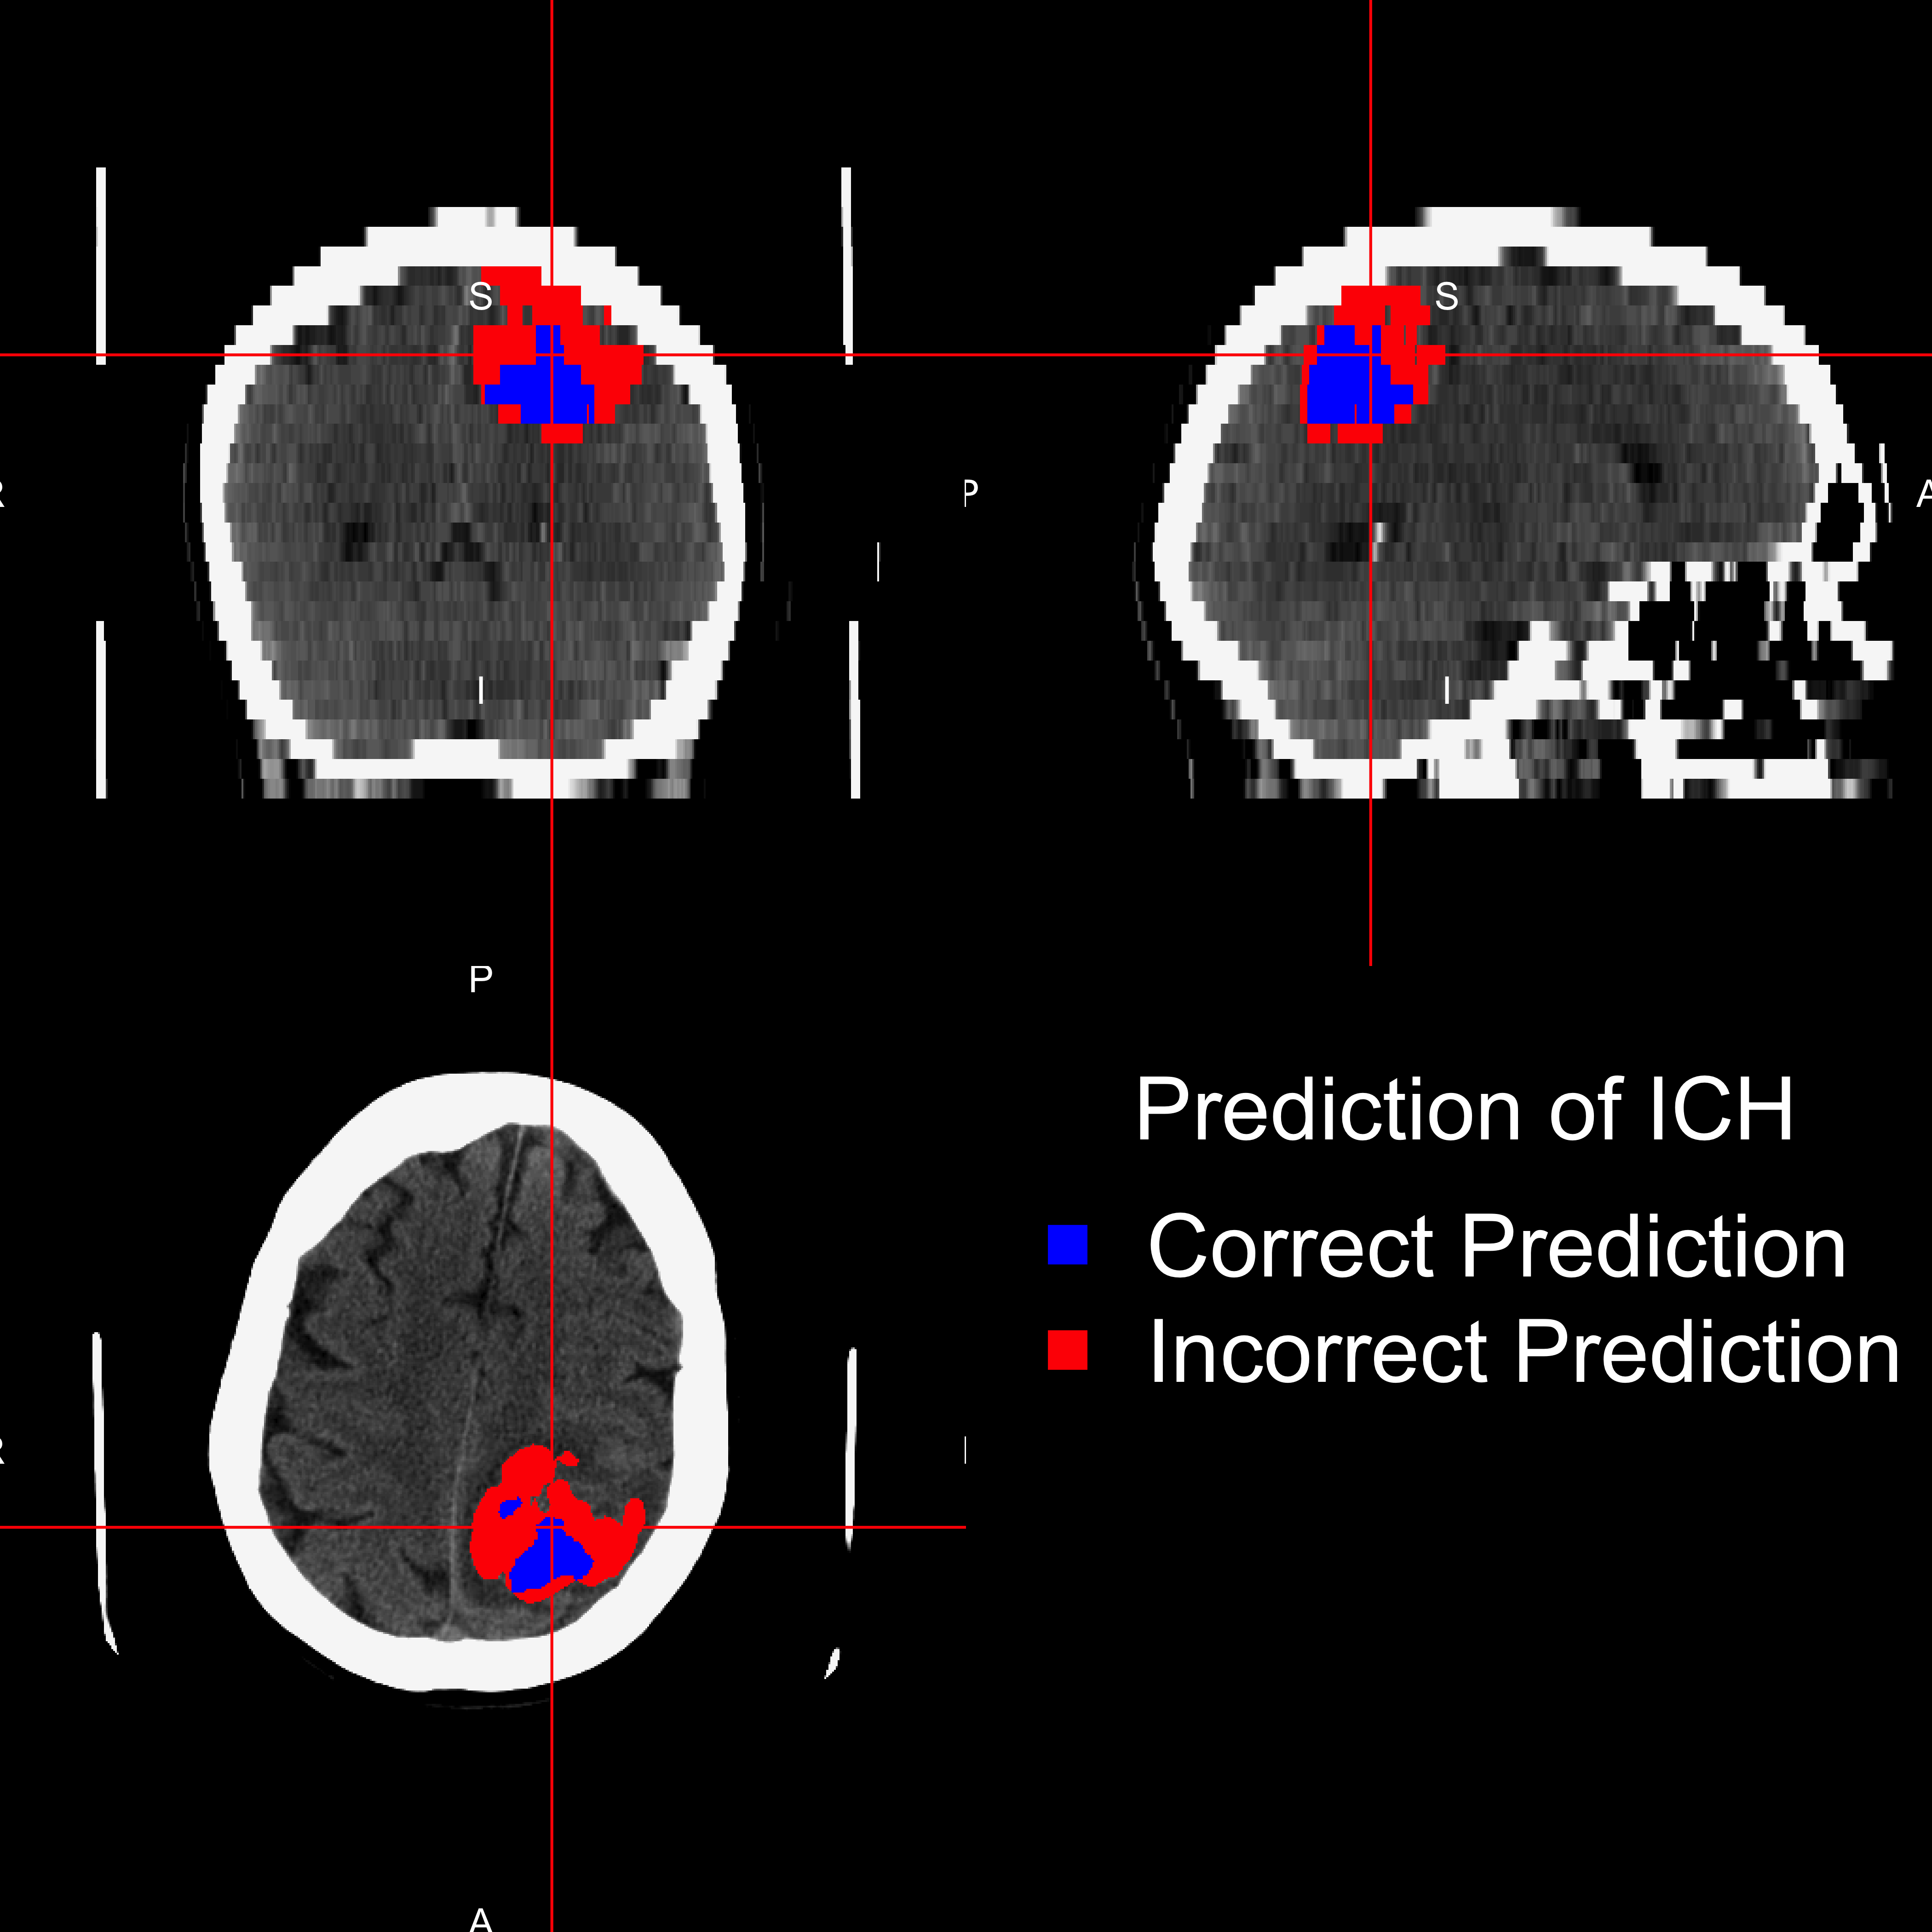 S
S
R
P
A
I
I
P
Prediction of ICH
Correct Prediction
Incorrect Prediction
R
A